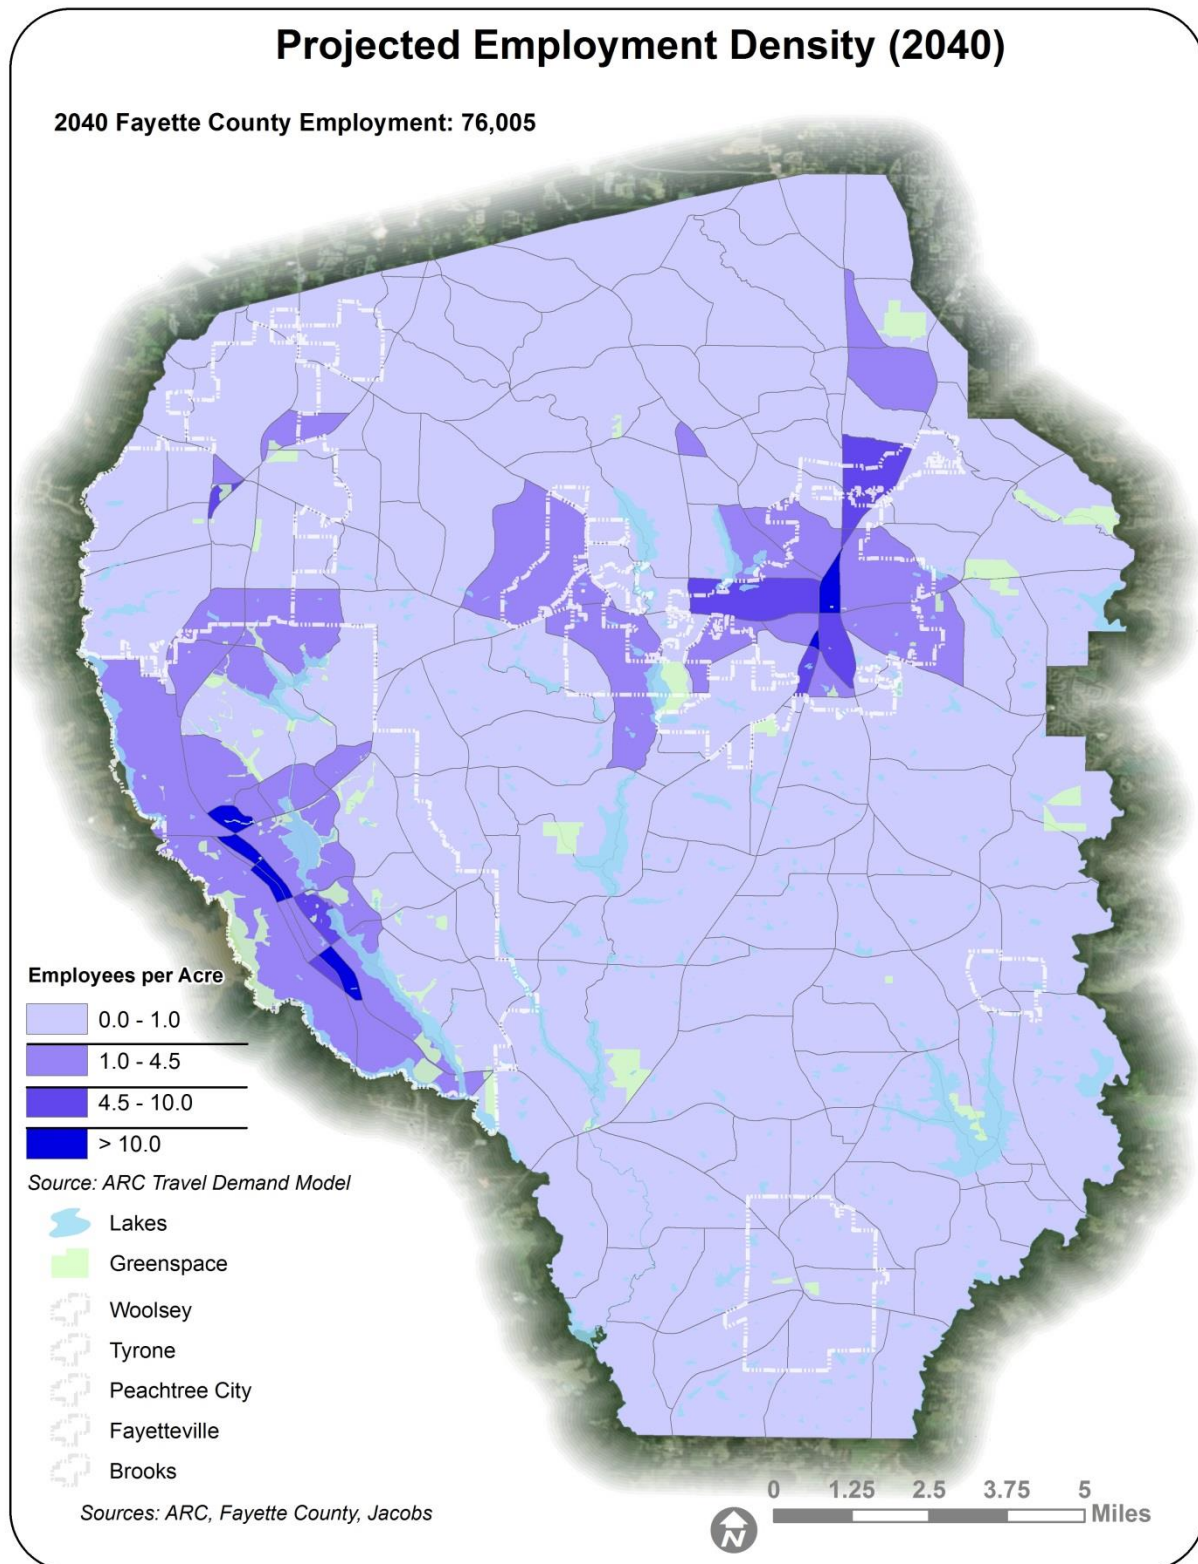 Projected Employment Density (2040)
2040 Fayette County Employment: 76,005
Employees per Acre
0.0 - 1.0
1.0 - 4.5
4.5 - 10.0
> 10.0
Source: ARC Travel Demand Model
Lakes
Greenspace
Woolsey
Tyrone
Peachtree City
Fayetteville
Brooks
Sources: ARC, Fayette County, Jacobs
N
0 1.25 2.5 3.75 5
Miles